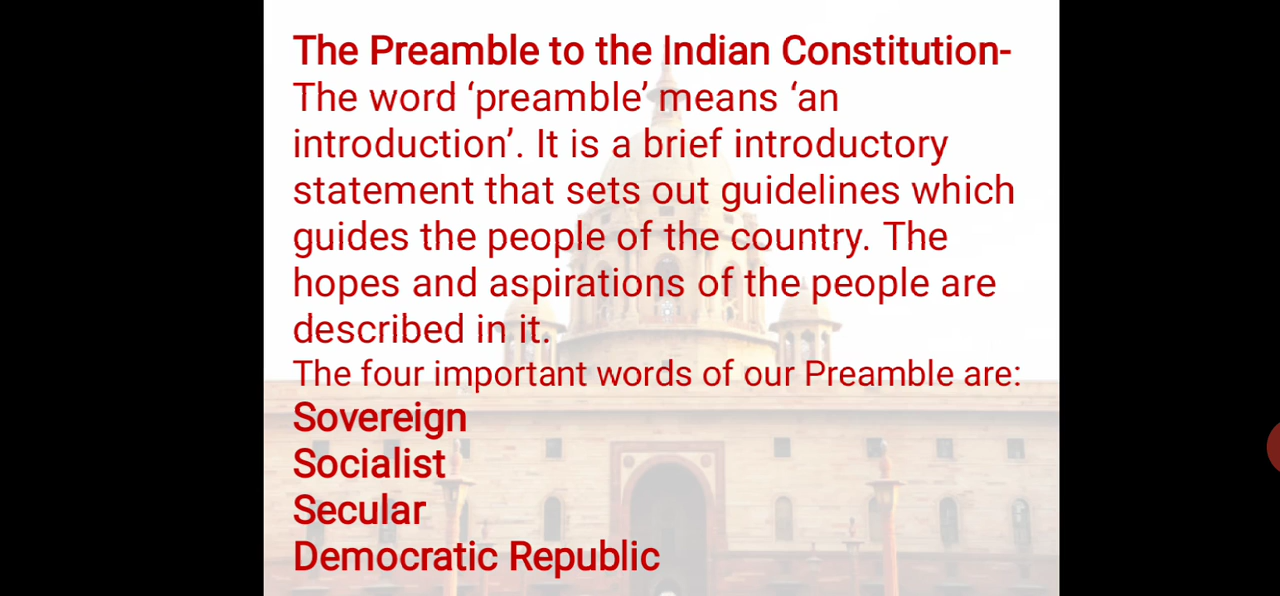 The Preamble to the Indian Constitution-
The word ‘preamble’ means ‘an
introduction’. It is a brief introductory
statement that sets out guidelines which
guides the people of the country. The
hopes and aspirations of the people are
described in it.
The four important words of our Preamble are:
Sovereign
Socialist
Secular
Democratic Republic